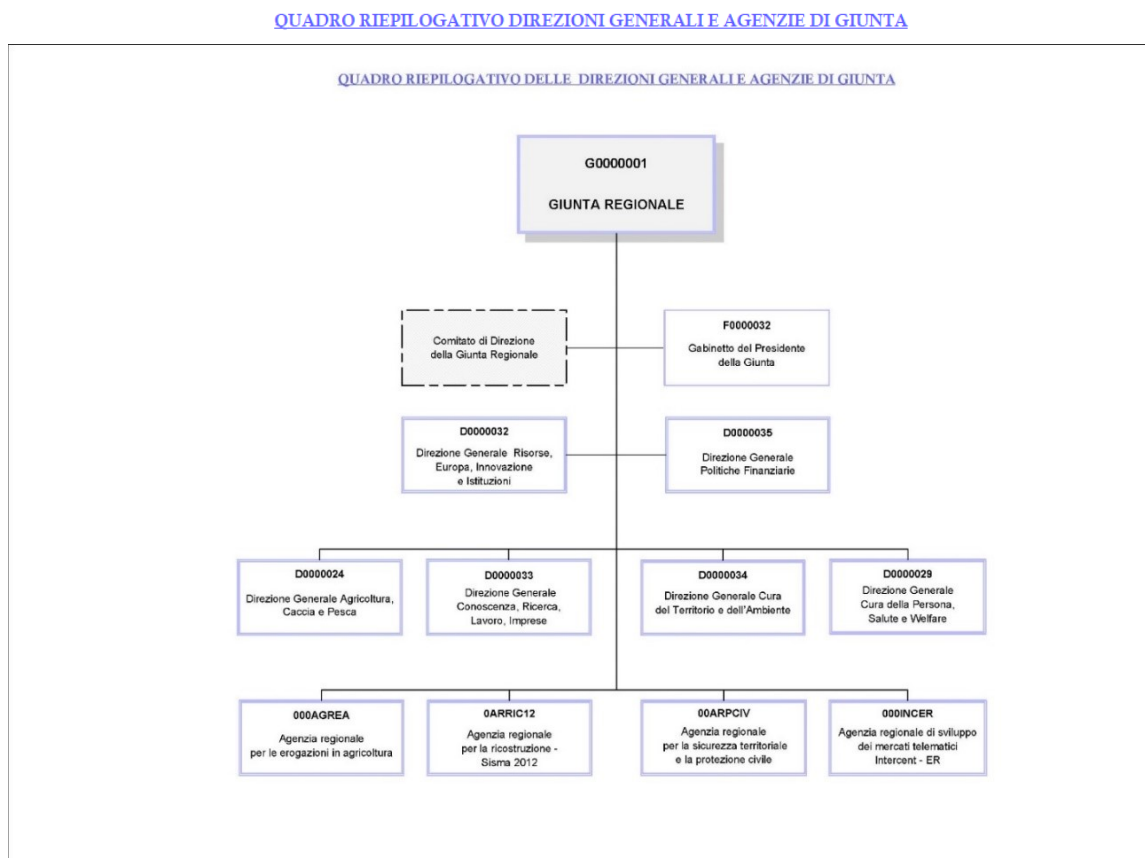 QUADRO RIEPILOGATIVO DIREZIONI GENERALI E AGENZIE DI GIUNTA
QUADRO RIEPILOGATIVO DELLE DIREZIONI GENERALI E AGENZIE DI GIUNTA
G0000001
GIUNTA REGIONALE
Comitato di Direzione
della Giunta Regionale
F0000032
Gabinetto del Presidente
della Giunta
D0000032
Direzione Generale Risorse,
Europa, Innovazione
e Istituzioni
D0000035
Direzione Generale
Politiche Finanziarie
D0000024
Direzione Generale Agricoltura,
Caccia e Pesca
D0000033
Direzione Generale
Conoscenza, Ricerca,
Lavoro, Imprese
D0000034
Direzione Generale Cura
del Territorio e dell'Ambiente
D0000029
Direzione Generale
Cura della Persona,
Salute e Welfare
000AGREA
Agenzia regionale
per le erogazioni in agricoltura
0ARRIC12
Agenzia regionale
per la ricostruzione -
Sisma 2012
00ARPCIV
Agenzia regionale
per la sicurezza territoriale
e la protezione civile
000INCER
Agenzia regionale di sviluppo
dei mercati telematici
Intercent - ER